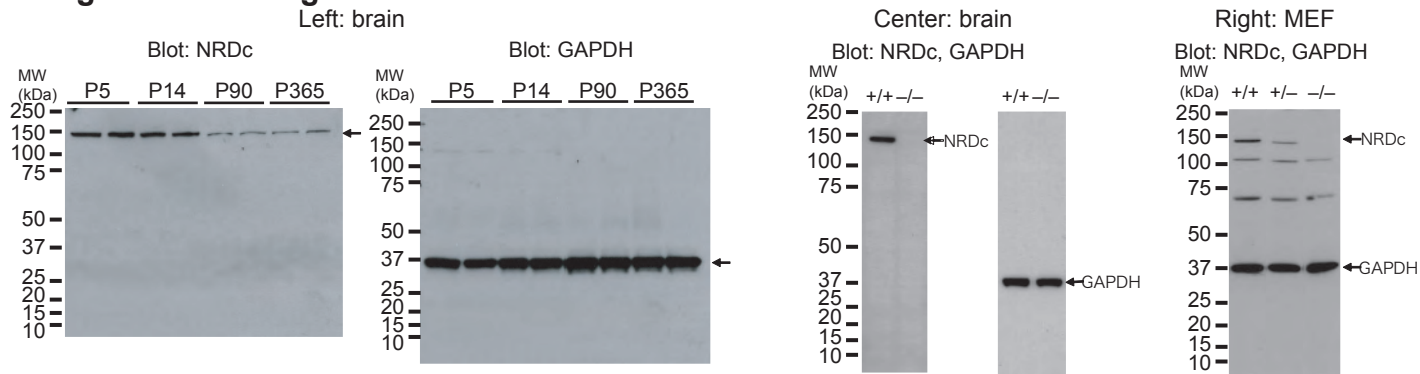 Left: brain
Blot: NRDc
MW
(kDa)
P5 P14 P90 P365
250
150
100
75
50
37
25
20
15
10
Blot: GAPDH
MW
(kDa)
P5 P14 P90 P365
250
150
100
75
50
37
25
20
15
10
Center: brain
Blot: NRDc, GAPDH
MW
(kDa)
+/+ –/–
250
150
100
75
50
37
25
20
15
10
NRDc
+/+ –/–
GAPDH
Right: MEF
Blot: NRDc, GAPDH
MW
(kDa)
+/+ +/– –/–
250
150
100
75
50
37
25
20
15
10
NRDc
GAPDH